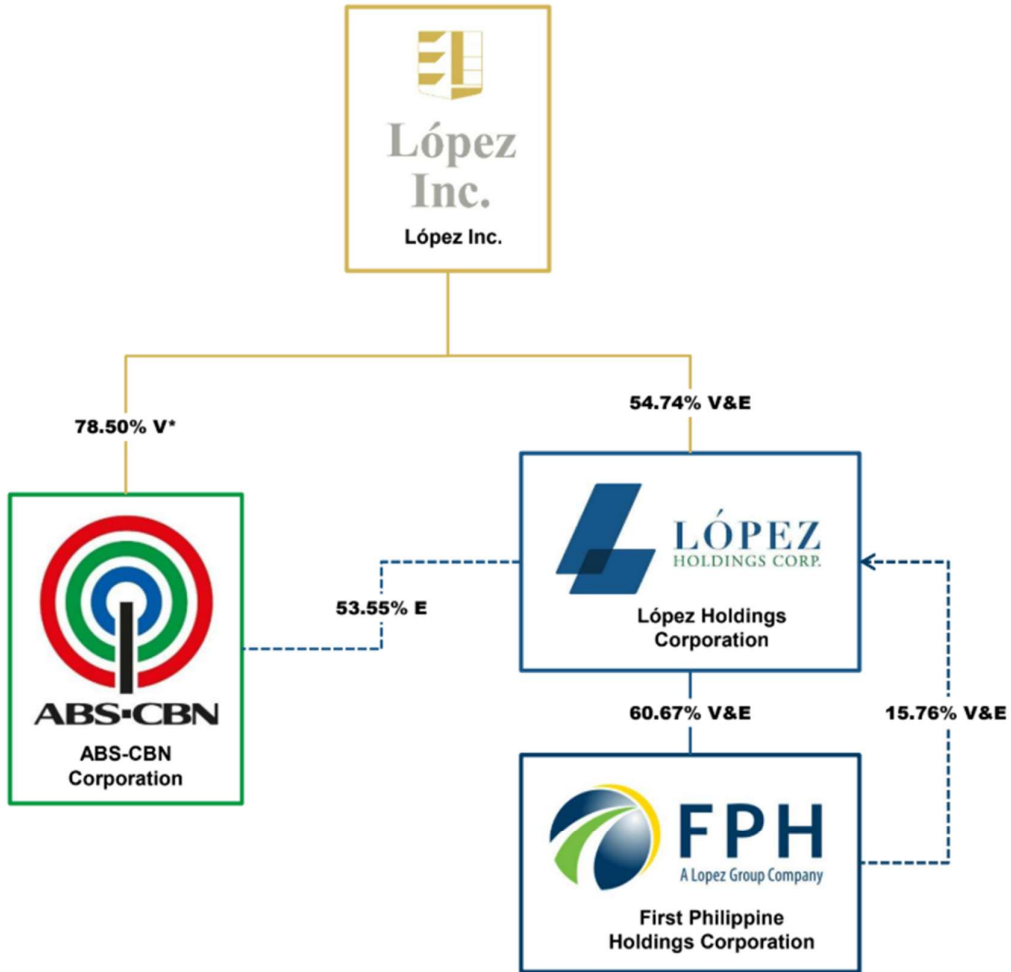 López
Inc.
López Inc.
78.50% V*
54.74% V&E
LÓPEZ
HOLDINGS CORP.
López Holdings
Corporation
53.55% E
ABS-CBN
ABS-CBN
Corporation
60.67% V&E
15.76% V&E
FPH
A Lopez Group Company
First Philippine
Holdings Corporation